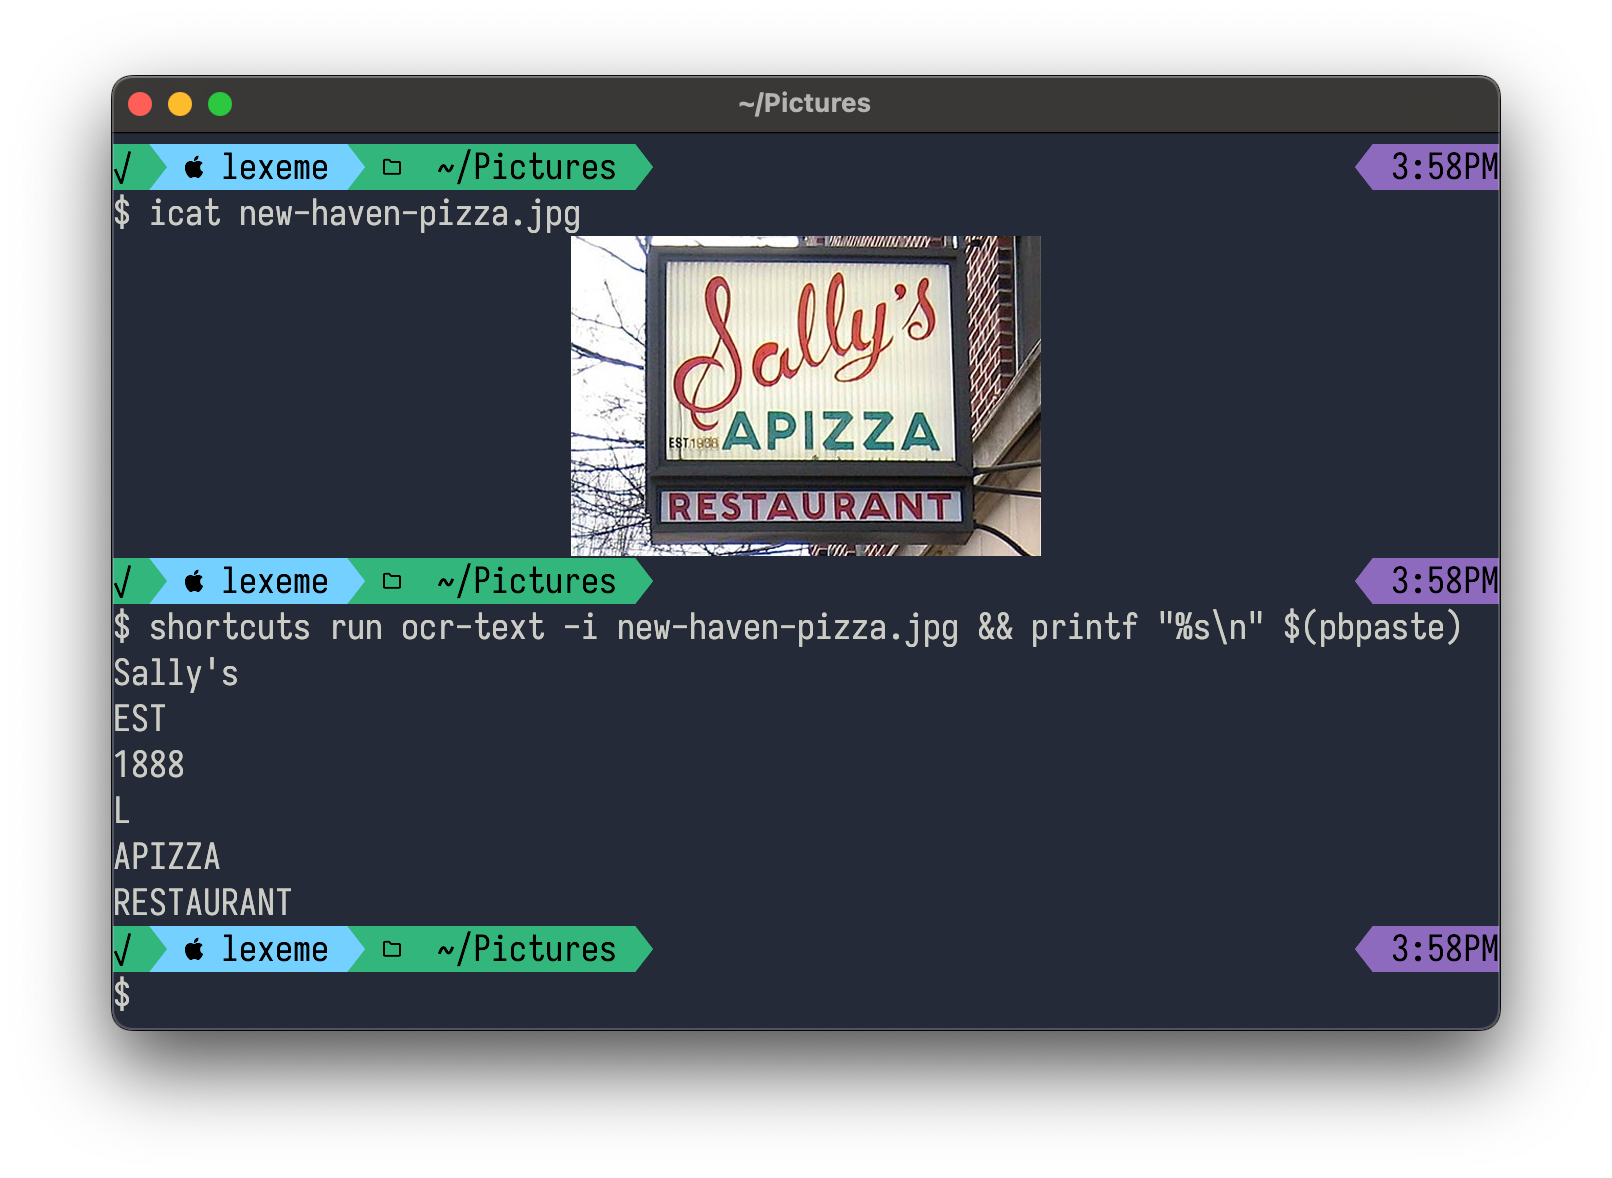 ~/Pictures
√ lexeme ~/Pictures 3:58PM
$ icat new-haven-pizza.jpg
Sally's
EST. 1938 APIZZA
RESTAURANT
√ lexeme ~/Pictures 3:58PM
$ shortcuts run ocr-text -i new-haven-pizza.jpg && printf "%s\n" $(pbpaste)
Sally's
EST
1888
L
APIZZA
RESTAURANT
√ lexeme ~/Pictures 3:58PM
$